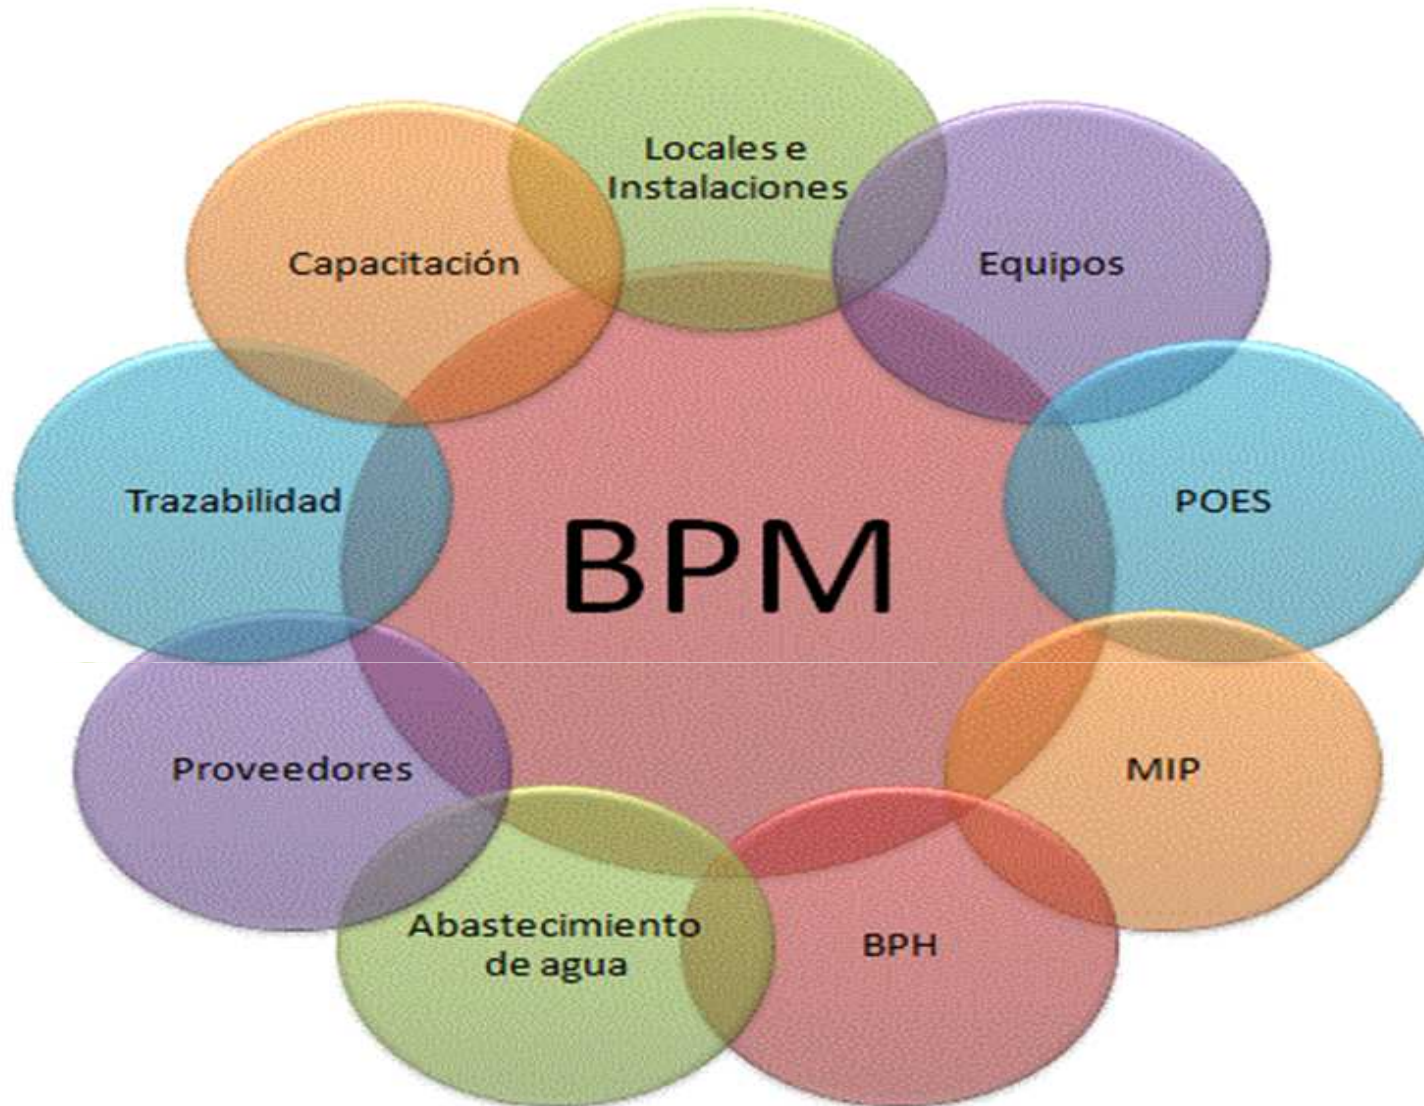 Locales e
Instalaciones
Equipos
POES
MIP
BPH
Abastecimiento
de agua
Proveedores
Trazabilidad
Capacitación
BPM